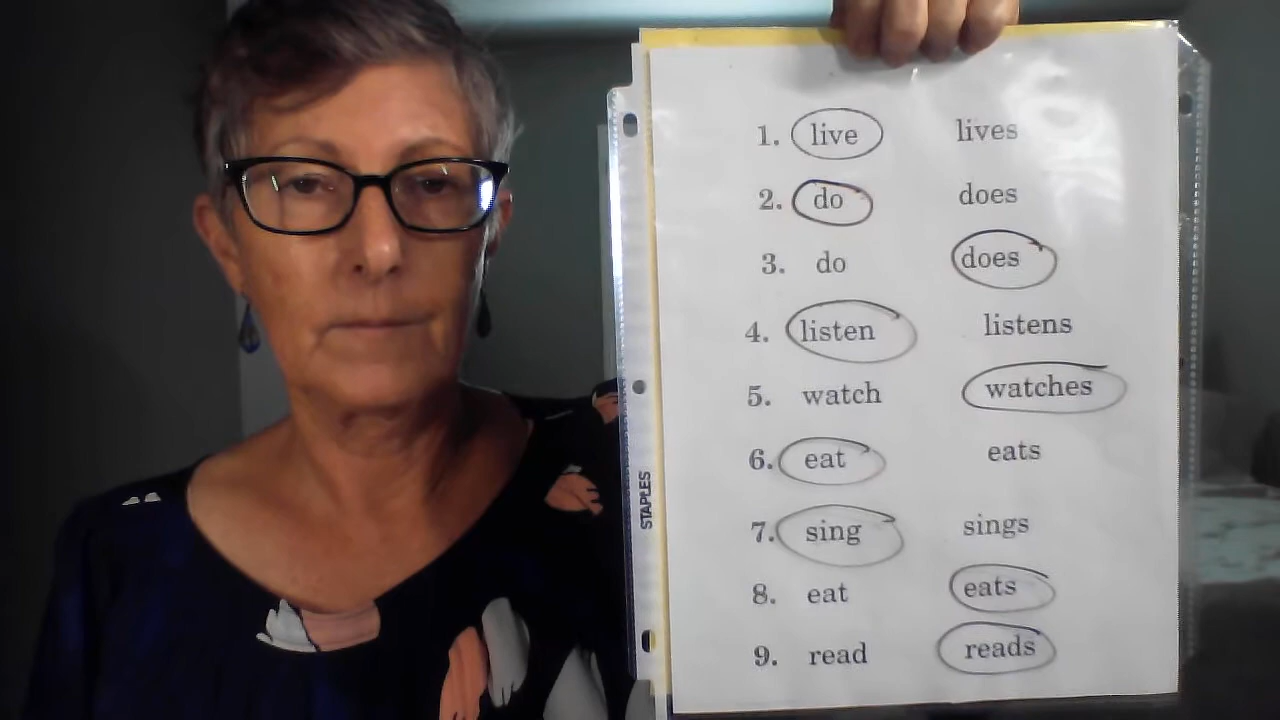 1. live lives
2. do does
3. do does
4. listen listens
5. watch watches
6. eat eats
7. sing sings
8. eat eats
9. read reads
STAPLES